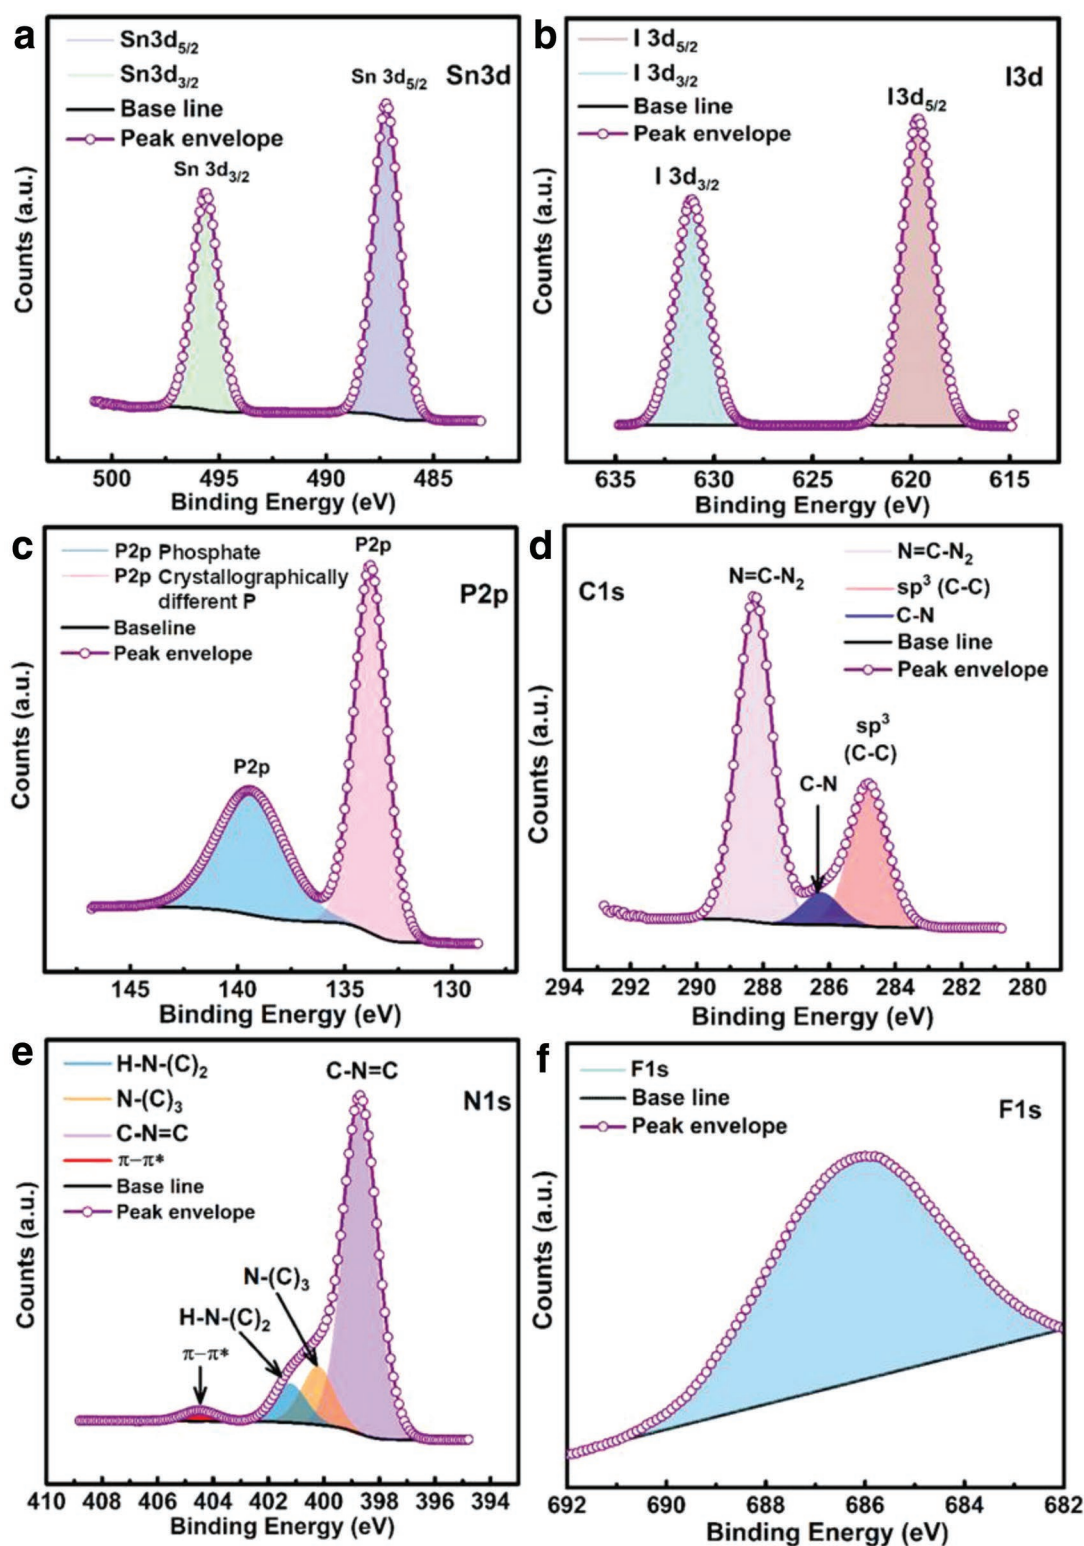 a
Sn3d5/2
Sn3d3/2
Base line
Peak envelope
Sn 3d5/2
Sn3d
Sn 3d3/2
Counts (a.u.)
500 495 490 485
Binding Energy (eV)
b
I 3d5/2
I 3d3/2
Base line
Peak envelope
I3d5/2
I3d
I 3d3/2
Counts (a.u.)
635 630 625 620 615
Binding Energy (eV)
c
P2p Phosphate
P2p Crystallographically
different P
Baseline
Peak envelope
P2p
P2p
P2p
Counts (a.u.)
145 140 135 130
Binding Energy (eV)
d
C1s
N=C-N2
N=C-N2
sp3 (C-C)
C-N
Base line
Peak envelope
sp3
(C-C)
C-N
Counts (a.u.)
294 292 290 288 286 284 282 280
Binding Energy (eV)
e
H-N-(C)2
N-(C)3
C-N=C
π–π*
Base line
Peak envelope
C-N=C
N1s
N-(C)3
H-N-(C)2
π–π*
Counts (a.u.)
410 408 406 404 402 400 398 396 394
Binding Energy (eV)
f
F1s
Base line
Peak envelope
F1s
Counts (a.u.)
692 690 688 686 684 682
Binding Energy (eV)